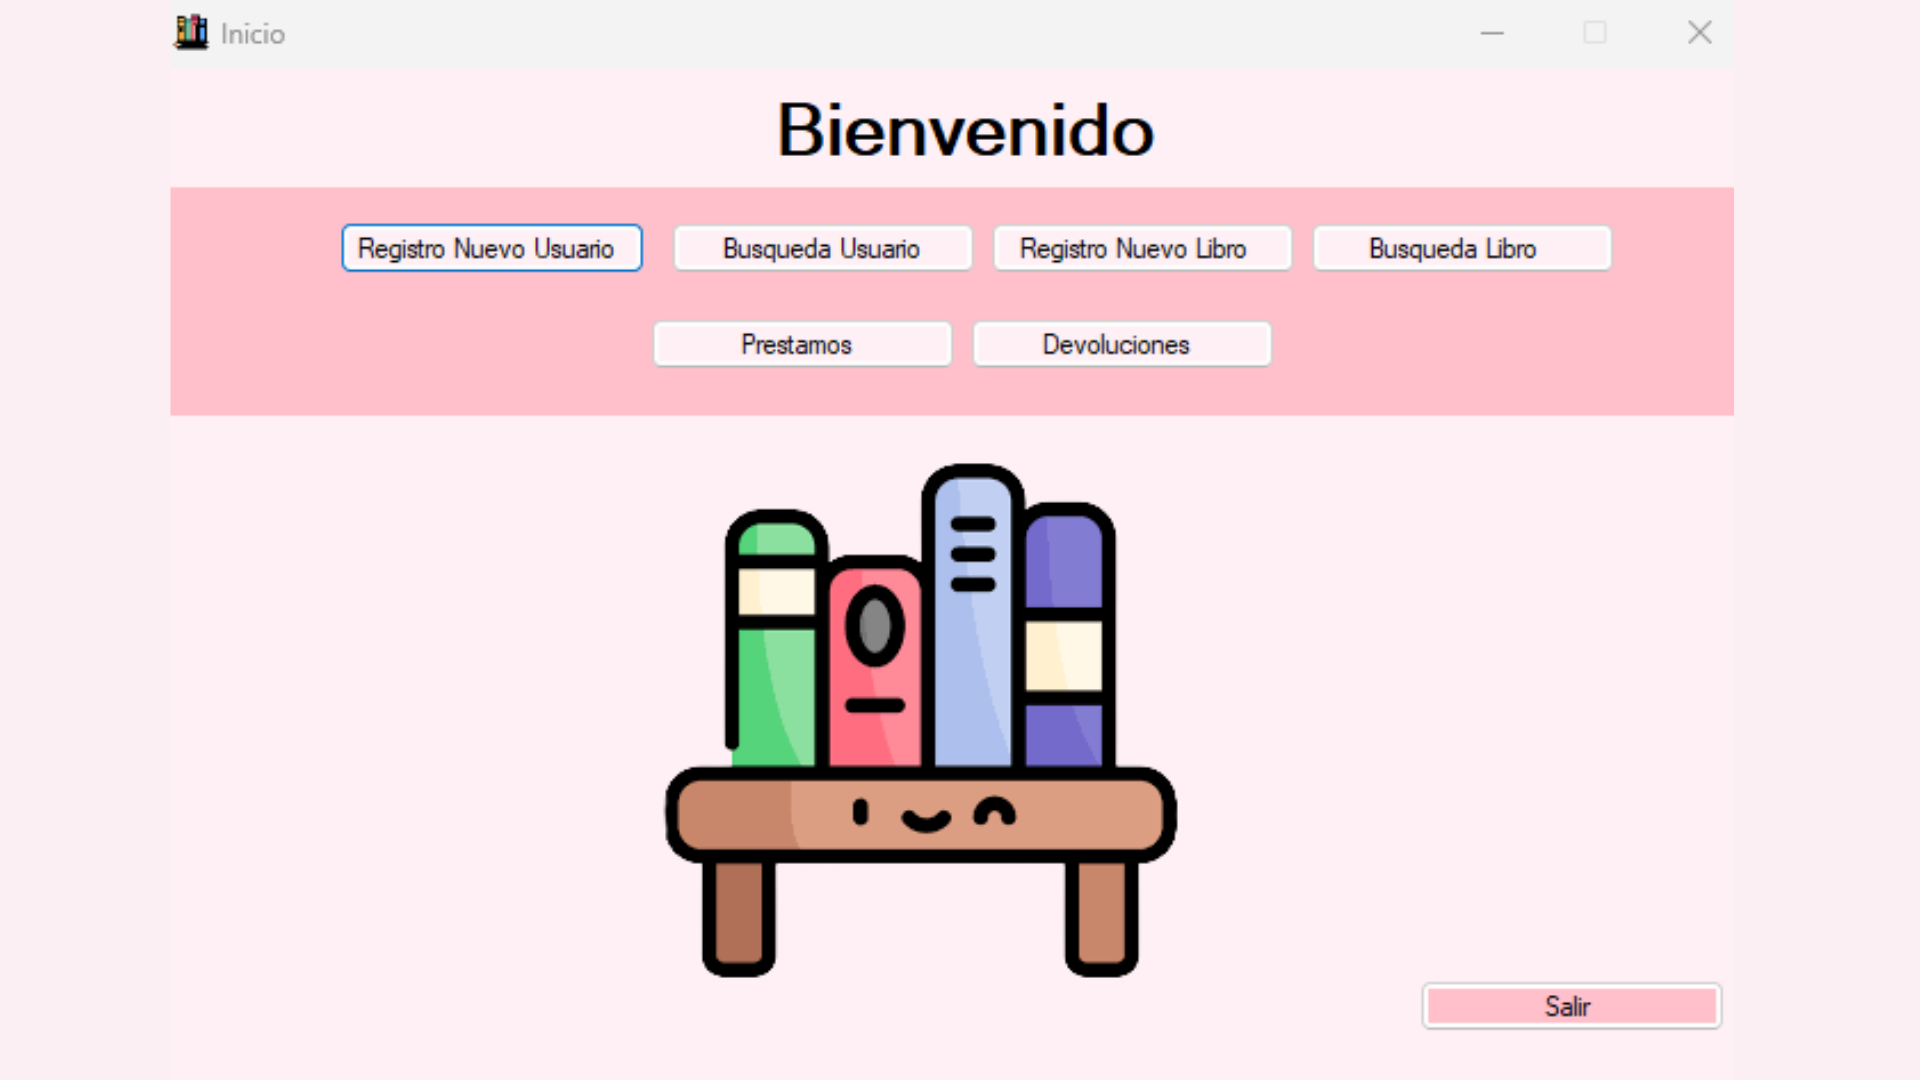 Inicio
Bienvenido
Registro Nuevo Usuario
Busqueda Usuario
Registro Nuevo Libro
Busqueda Libro
Prestamos
Devoluciones
Salir